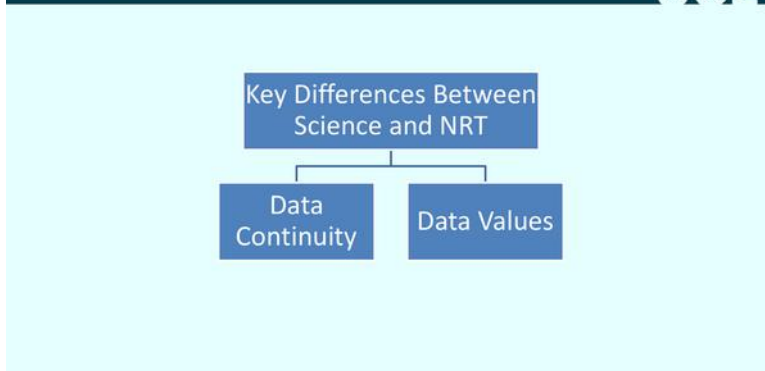 Key Differences Between
Science and NRT
Data
Continuity
Data Values